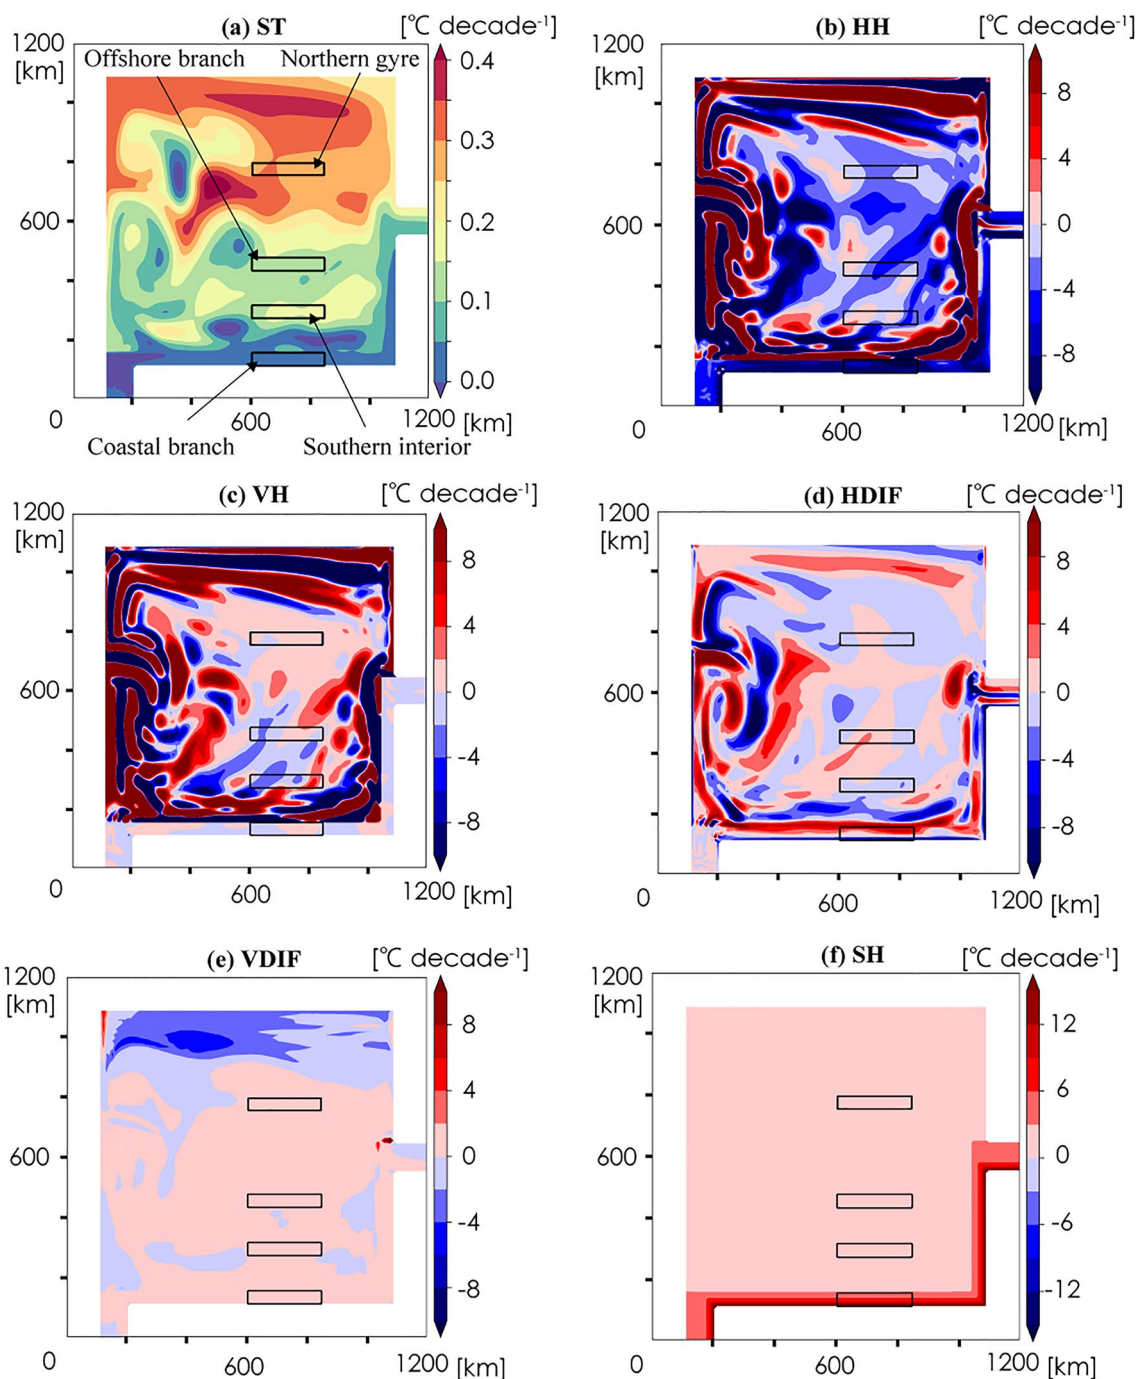 (a) ST
[°C decade-1]
(b) HH
[°C decade-1]
1200
[km]
Offshore branch
Northern gyre
0.4
0.3
0.2
0.1
0.0
600
0
600
1200
[km]
Coastal branch
Southern interior
1200
[km]
8
4
0
-4
-8
600
0
600
1200
[km]
(c) VH
[°C decade-1]
(d) HDIF
[°C decade-1]
1200
[km]
8
4
0
-4
-8
600
0
600
1200
[km]
1200
[km]
8
4
0
-4
-8
600
0
600
1200
[km]
(e) VDIF
[°C decade-1]
(f) SH
[°C decade-1]
1200
[km]
8
4
0
-4
-8
600
0
600
1200
[km]
1200
[km]
12
6
0
-6
-12
600
0
600
1200
[km]